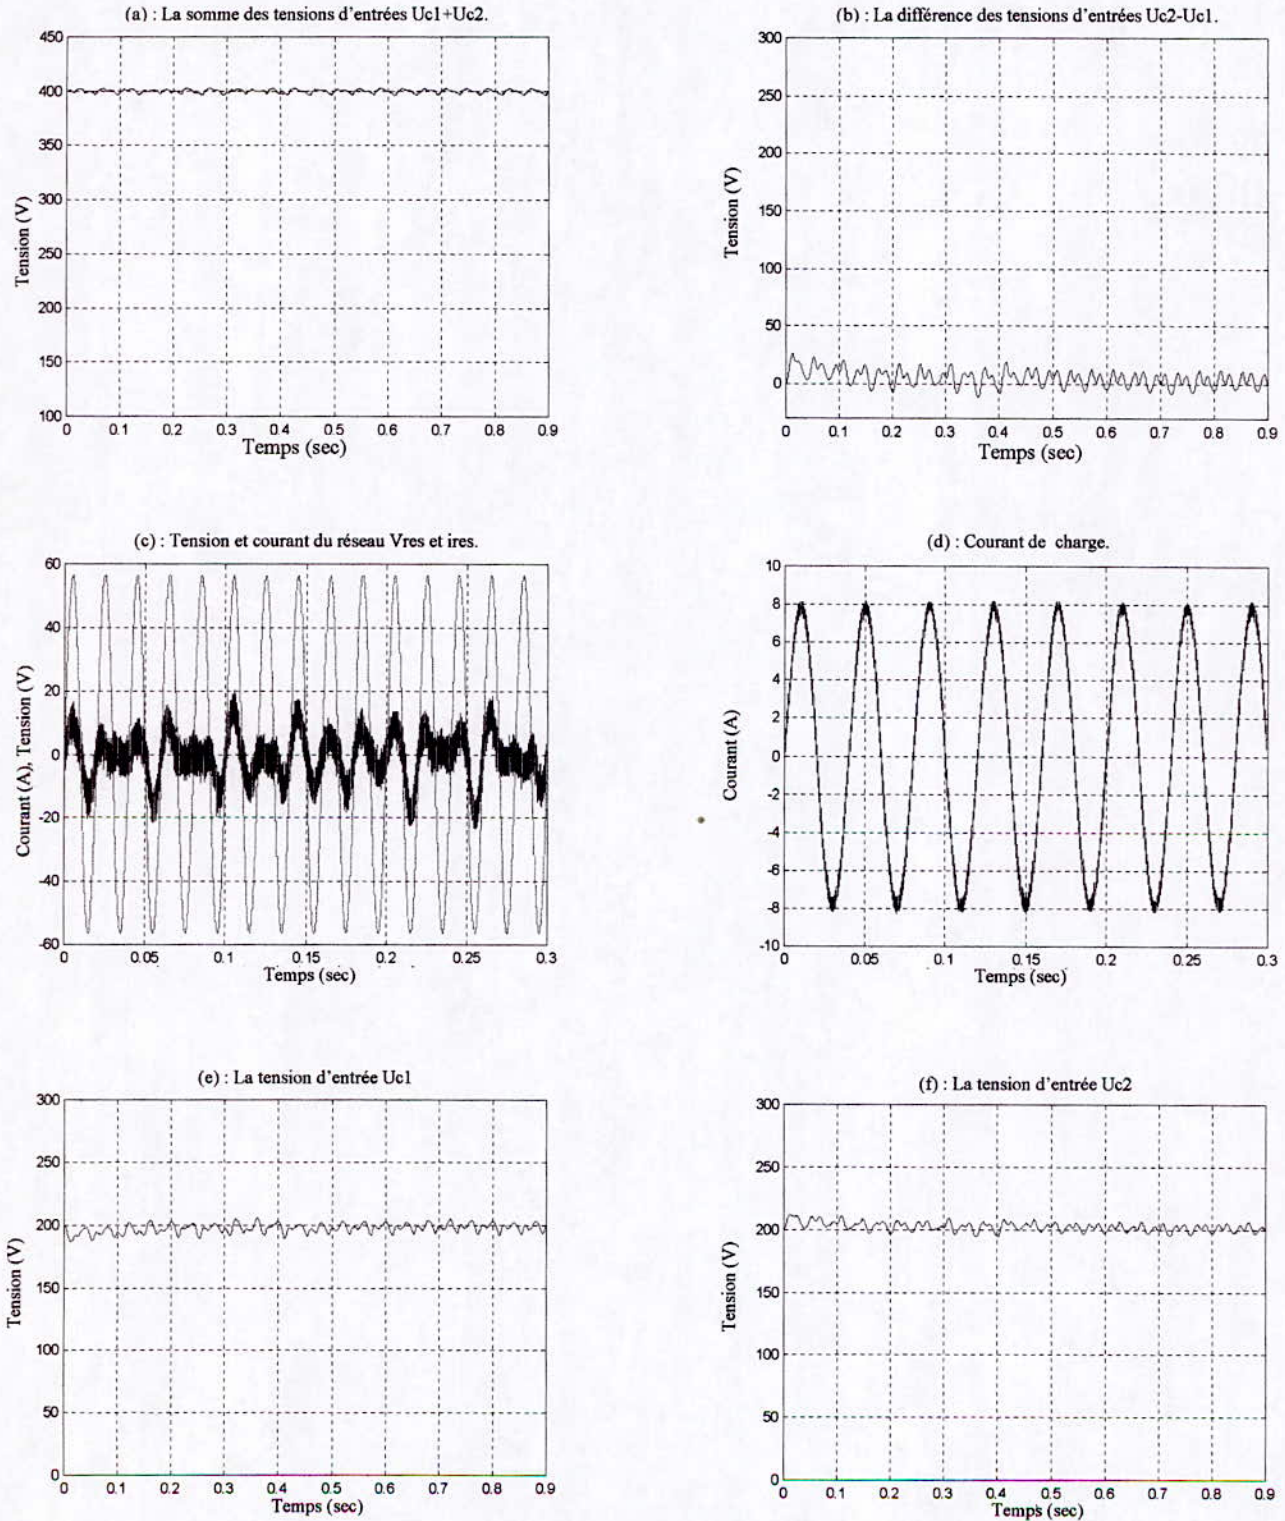 (a) : La somme des tensions d'entrées Uc1+Uc2.
450
400
350
300
250
200
150
100
Tension (V)
0 0.1 0.2 0.3 0.4 0.5 0.6 0.7 0.8 0.9
Temps (sec)
(b) : La différence des tensions d'entrées Uc2-Uc1.
300
250
200
150
100
50
0
Tension (V)
0 0.1 0.2 0.3 0.4 0.5 0.6 0.7 0.8 0.9
Temps (sec)
(c) : Tension et courant du réseau Vres et ires.
60
40
20
0
-20
-40
-60
Courant (A), Tension (V)
0 0.05 0.1 0.15 0.2 0.25 0.3
Temps (sec)
(d) : Courant de charge.
10
8
6
4
2
0
-2
-4
-6
-8
-10
Courant (A)
0 0.05 0.1 0.15 0.2 0.25 0.3
Temps (sec)
(e) : La tension d'entrée Uc1
300
250
200
150
100
50
0
Tension (V)
0 0.1 0.2 0.3 0.4 0.5 0.6 0.7 0.8 0.9
Temps (sec)
(f) : La tension d'entrée Uc2
300
250
200
150
100
50
0
Tension (V)
0 0.1 0.2 0.3 0.4 0.5 0.6 0.7 0.8 0.9
Temps (sec)